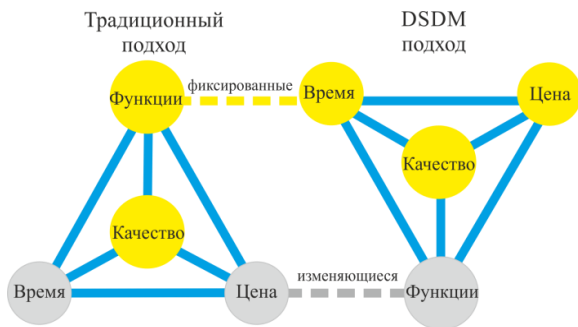 Традиционный
подход
DSDM
подход
Функции
фиксированные
Время
Цена
Качество
Качество
Время
Цена
изменяющиеся
Функции